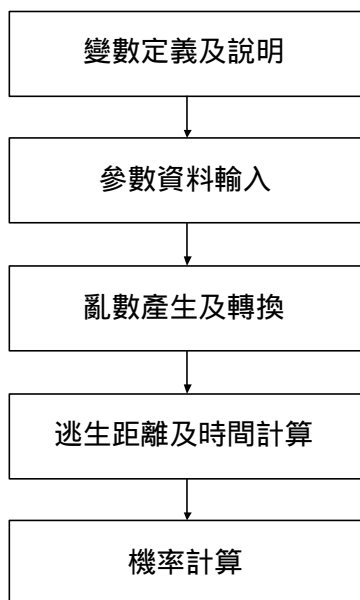 變數定義及說明
參數資料輸入
亂數產生及轉換
逃生距離及時間計算
機率計算